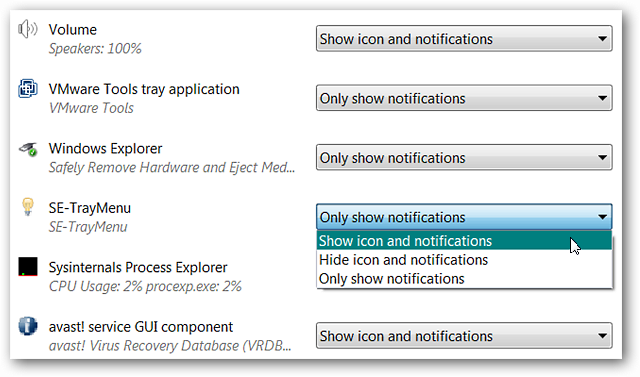 Volume
Speakers: 100%
Show icon and notifications
VMware Tools tray application
VMware Tools
Only show notifications
Windows Explorer
Safely Remove Hardware and Eject Med...
Only show notifications
SE-TrayMenu
SE-TrayMenu
Only show notifications
Show icon and notifications
Hide icon and notifications
Only show notifications
Sysinternals Process Explorer
CPU Usage: 2% procexp.exe: 2%
avast! service GUI component
avast! Virus Recovery Database (VRDB...
Show icon and notifications